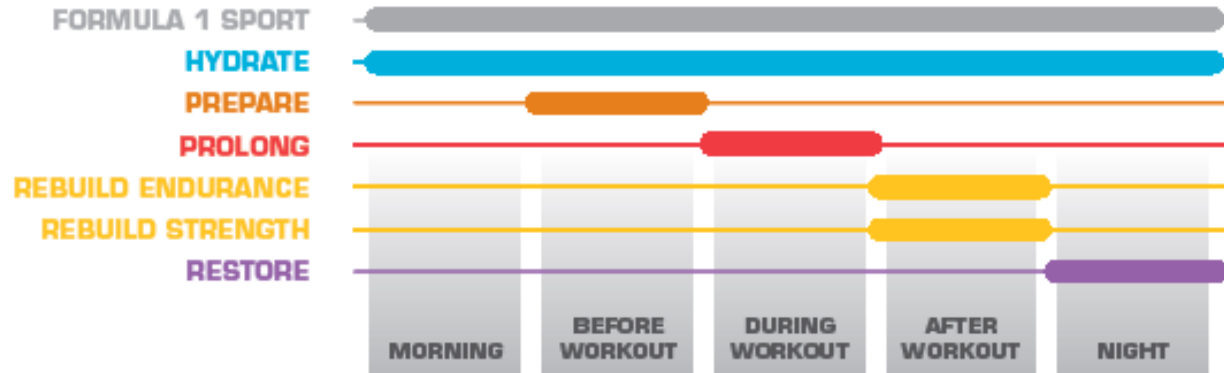 FORMULA 1 SPORT
HYDRATE
PREPARE
PROLONG
REBUILD ENDURANCE
REBUILD STRENGTH
RESTORE
MORNING
BEFORE
WORKOUT
DURING
WORKOUT
AFTER
WORKOUT
NIGHT